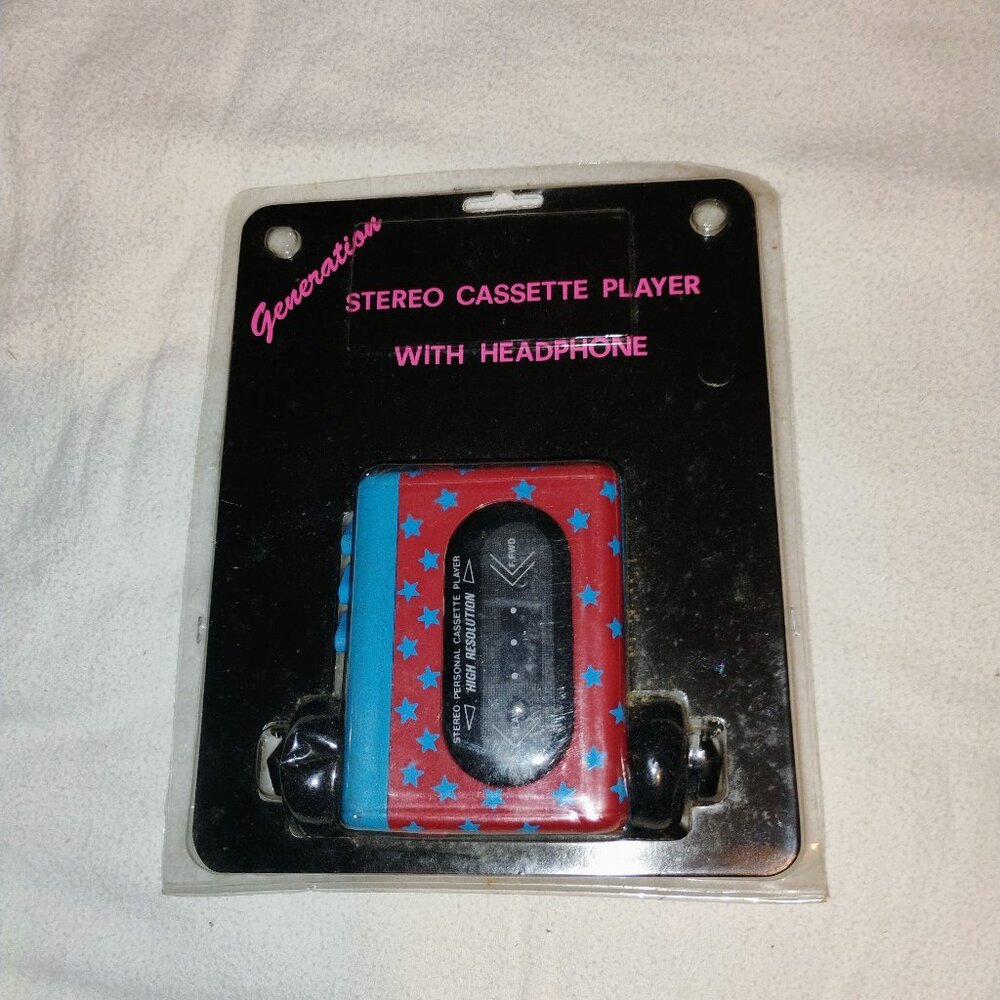 Generation
STEREO CASSETTE PLAYER
WITH HEADPHONE
STEREO PERSONAL CASSETTE PLAYER
HIGH RESOLUTION
F.FWD